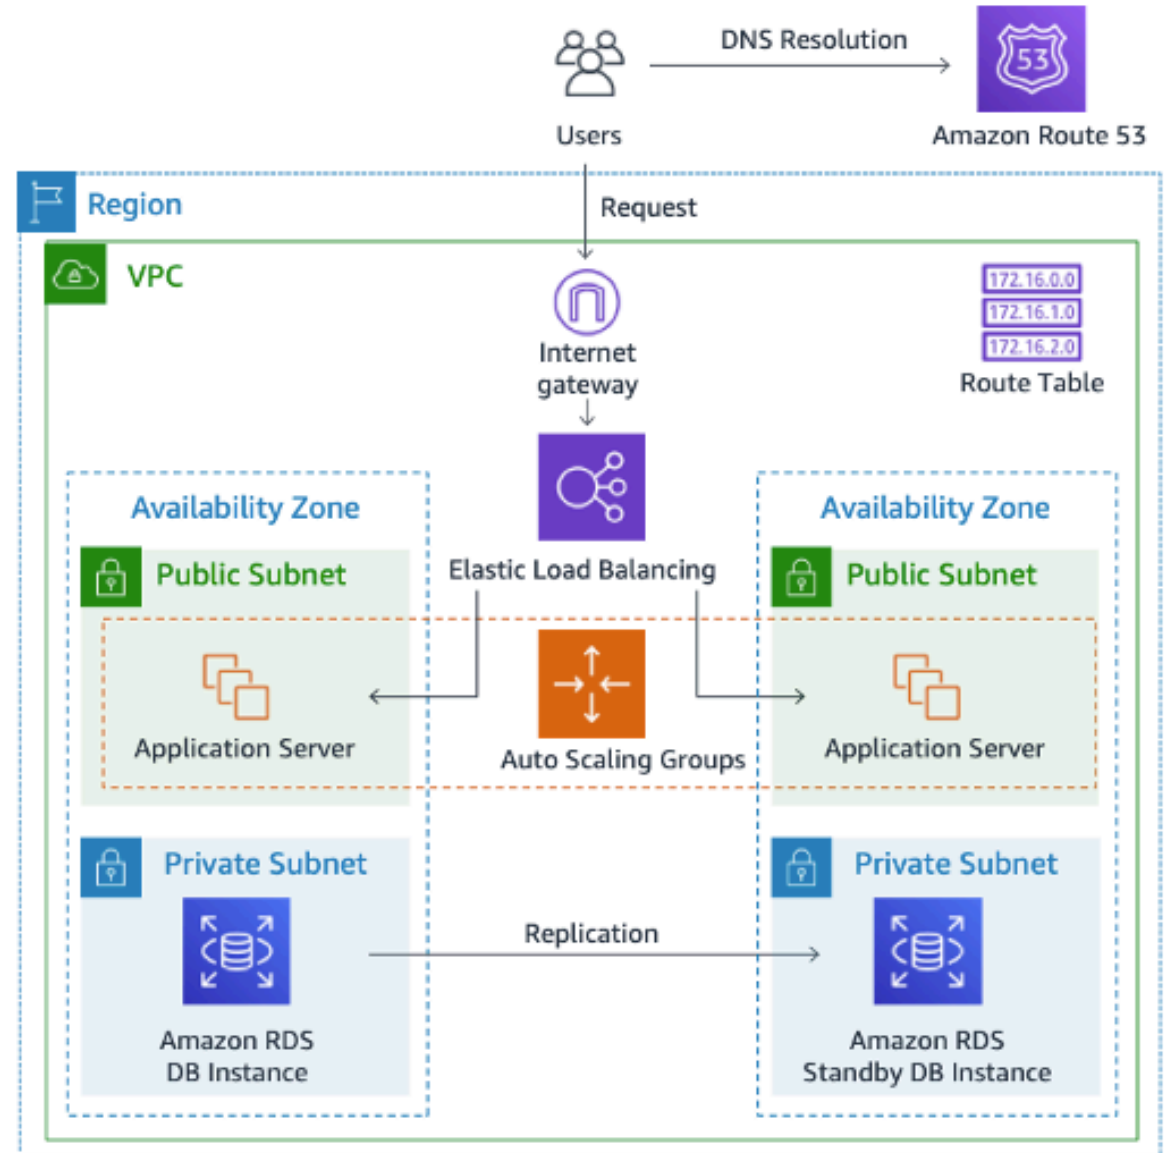 DNS Resolution
53
Users
Amazon Route 53
Region
Request
VPC
172.16.0.0
172.16.1.0
172.16.2.0
Route Table
Internet
gateway
Availability Zone
Availability Zone
Public Subnet
Elastic Load Balancing
Public Subnet
Application Server
Auto Scaling Groups
Application Server
Private Subnet
Private Subnet
Replication
Amazon RDS
DB Instance
Amazon RDS
Standby DB Instance